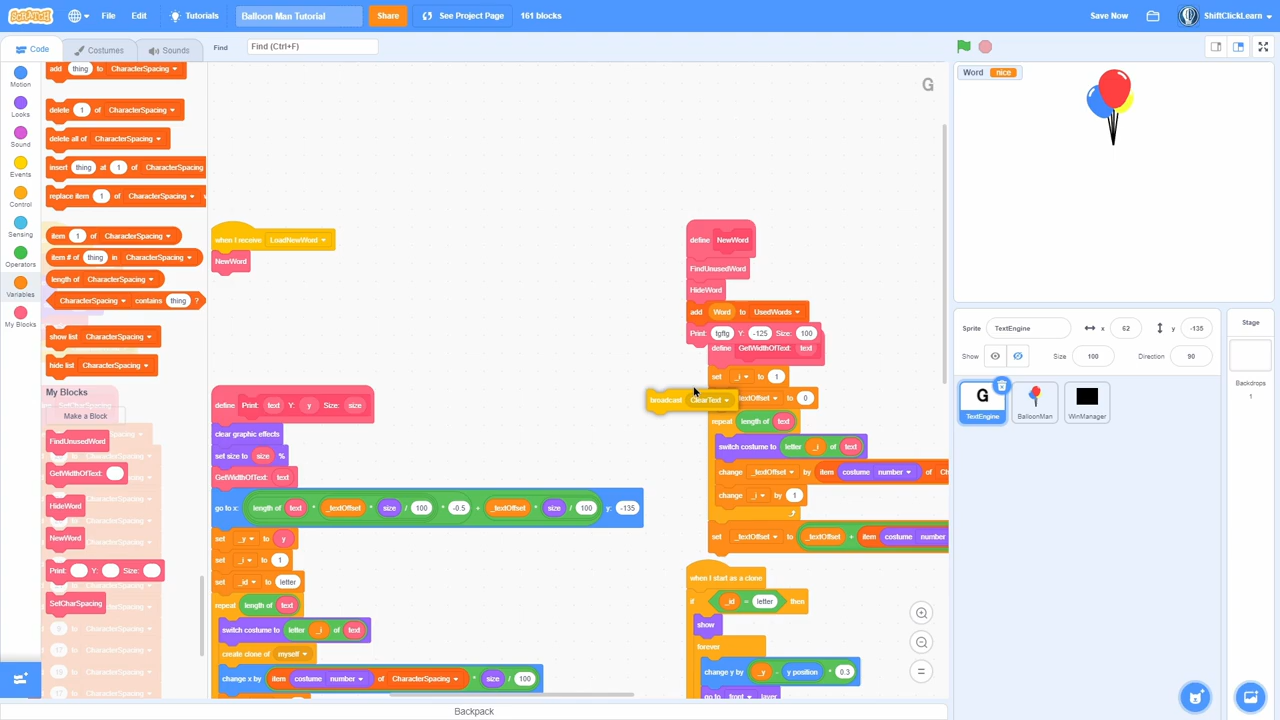 SCRATCH File Edit Tutorials Balloon Man Tutorial Share See Project Page 161 blocks Save Now ShiftClickLearn
Code Costumes Sounds Find Find (Ctrl+F)
Motion
Looks
Sound
Events
Control
Sensing
Operators
Variables
My Blocks
add thing to CharacterSpacing
delete 1 of CharacterSpacing
delete all of CharacterSpacing
insert thing at 1 of CharacterSpacing
replace item 1 of CharacterSpacing
item 1 of CharacterSpacing
item # of thing in CharacterSpacing
length of CharacterSpacing
CharacterSpacing contains thing ?
show list CharacterSpacing
hide list CharacterSpacing
My Blocks
Make a Block
FindUnusedWord
GetWidthOfText:
HideWord
NewWord
Print: Y: Size:
SetCharSpacing
when I receive LoadNewWord
NewWord
define Print: text Y: y Size: size
clear graphic effects
set size to size %
GetWidthOfText: text
go to x: length of text * _textOffset * size / 100 * -0.5 + _textOffset * size / 100 y: -135
set _y to y
set _i to 1
set _id to letter
repeat length of text
switch costume to letter _i of text
create clone of myself
change x by item costume number of CharacterSpacing * size / 100
define NewWord
FindUnusedWord
HideWord
add Word to UsedWords
Print: tgftg Y: -125 Size: 100
define GetWidthOfText: text
set _i to 1
broadcast ClearText
textOffset to 0
repeat length of text
switch costume to letter _i of text
change _textOffset by item costume number of
change _i by 1
set _textOffset to _textOffset + item costume number
when I start as a clone
if _id = letter then
show
forever
change y by _y - y position * 0.3
go to front layer
G
Word nice
Sprite TextEngine x 62 y -135
Show Size 100 Direction 90
G
TextEngine
BalloonMan
WinManager
Stage
Backdrops
1
Backpack